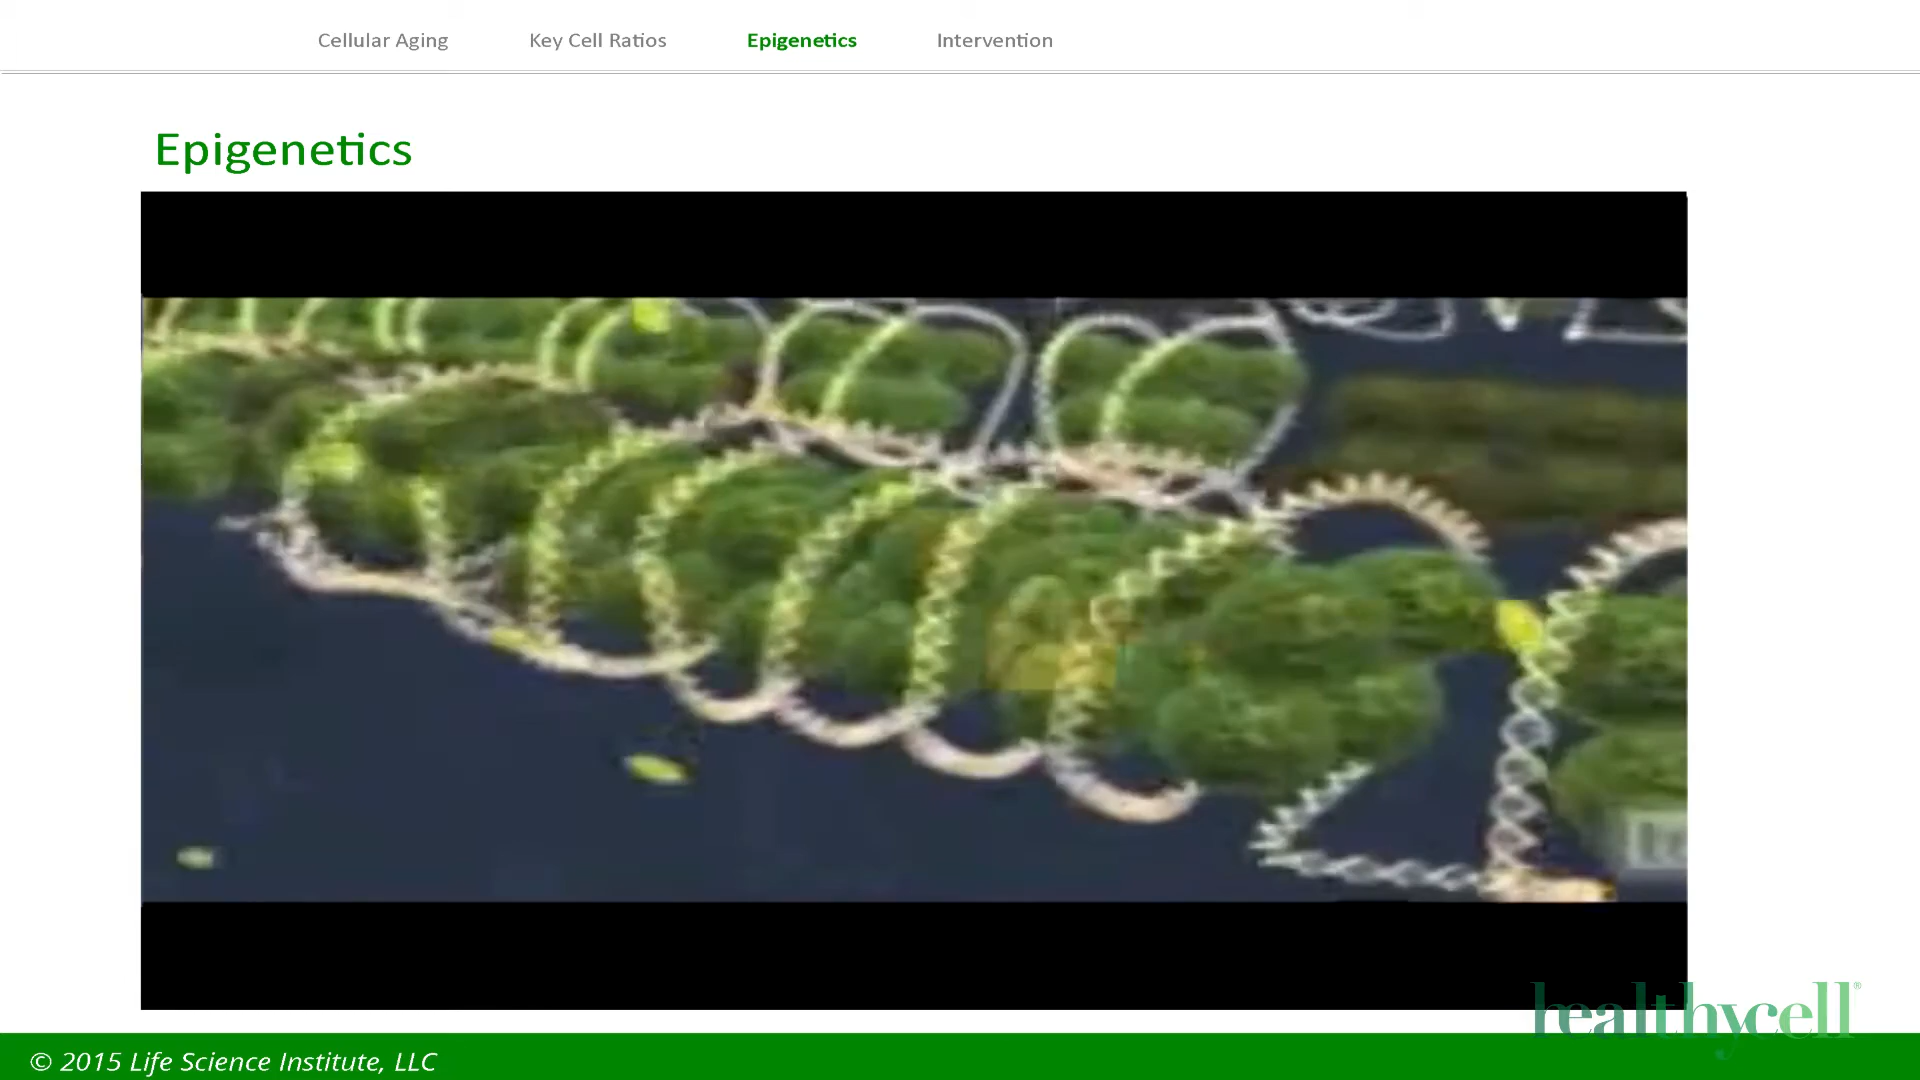 Cellular Aging Key Cell Ratios Epigenetics Intervention
Epigenetics
healthycell®
© 2015 Life Science Institute, LLC